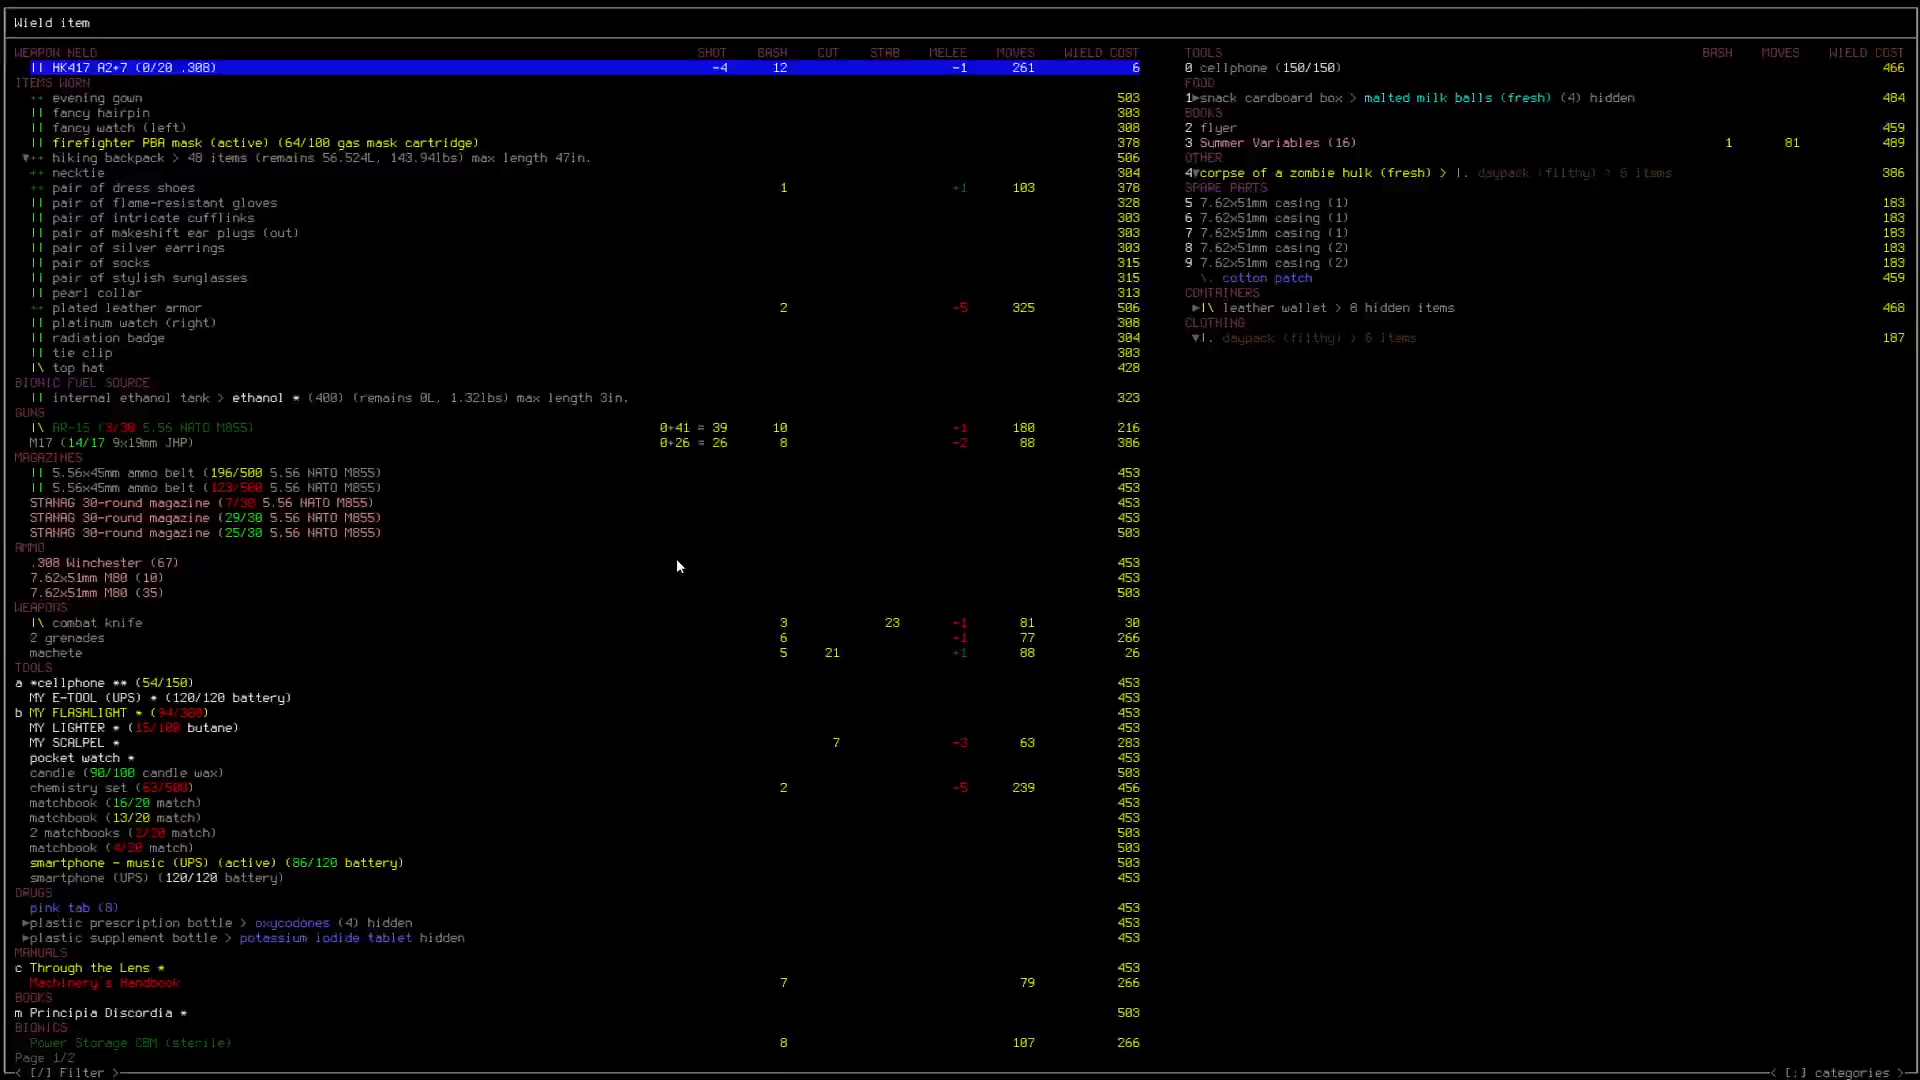 Wield item
WEAPON HELD SHOT BASH CUT STAB MELEE MOVES WIELD COST
|| HK417 A2+7 (0/20 .308) -4 12 -1 261 6
ITEMS WORN
++ evening gown 503
|| fancy hairpin 303
|| fancy watch (left) 308
|| firefighter PBA mask (active) (64/100 gas mask cartridge) 378
▼++ hiking backpack > 48 items (remains 56.524L, 143.94lbs) max length 47in. 506
++ necktie 304
++ pair of dress shoes 1 +1 103 378
|| pair of flame-resistant gloves 328
|| pair of intricate cufflinks 303
|| pair of makeshift ear plugs (out) 303
|| pair of silver earrings 303
|| pair of socks 315
|| pair of stylish sunglasses 315
|| pearl collar 313
++ plated leather armor 2 -5 325 506
|| platinum watch (right) 308
|| radiation badge 304
|| tie clip 303
|\ top hat 428
BIONIC FUEL SOURCE
|| internal ethanol tank > ethanol * (400) (remains 0L, 1.32lbs) max length 3in. 323
GUNS
|\ AR-15 (3/30 5.56 NATO M855) 0+41 = 39 10 -1 180 216
M17 (14/17 9x19mm JHP) 0+26 = 26 8 -2 88 386
MAGAZINES
|| 5.56x45mm ammo belt (196/500 5.56 NATO M855) 453
|| 5.56x45mm ammo belt (123/500 5.56 NATO M855) 453
STANAG 30-round magazine (7/30 5.56 NATO M855) 453
STANAG 30-round magazine (29/30 5.56 NATO M855) 453
STANAG 30-round magazine (25/30 5.56 NATO M855) 503
AMMO
.308 Winchester (67) 453
7.62x51mm M80 (10) 453
7.62x51mm M80 (35) 503
WEAPONS
|\ combat knife 3 23 -1 81 30
2 grenades 6 -1 77 266
machete 5 21 +1 88 26
TOOLS
a *cellphone ** (54/150) 453
MY E-TOOL (UPS) * (120/120 battery) 453
b MY FLASHLIGHT * (94/300) 453
MY LIGHTER * (15/100 butane) 453
MY SCALPEL * 7 -3 63 283
pocket watch * 453
candle (90/100 candle wax) 503
chemistry set (63/500) 2 -5 239 456
matchbook (16/20 match) 453
matchbook (13/20 match) 453
2 matchbooks (2/20 match) 503
matchbook (4/20 match) 503
smartphone - music (UPS) (active) (86/120 battery) 503
smartphone (UPS) (120/120 battery) 453
DRUGS
pink tab (8) 453
▶plastic prescription bottle > oxycodones (4) hidden 453
▶plastic supplement bottle > potassium iodide tablet hidden 453
MANUALS
c Through the Lens * 453
Machinery's Handbook 7 79 266
BOOKS
m Principia Discordia * 503
BIONICS
Power Storage CBM (sterile) 8 107 266
Page 1/2
< [/] Filter >
TOOLS BASH MOVES WIELD COST
0 cellphone (150/150) 466
FOOD
1▶snack cardboard box > malted milk balls (fresh) (4) hidden 484
BOOKS
2 flyer 459
3 Summer Variables (16) 1 81 489
OTHER
4▼corpse of a zombie hulk (fresh) > |. daypack (filthy) > 6 items 386
SPARE PARTS
5 7.62x51mm casing (1) 183
6 7.62x51mm casing (1) 183
7 7.62x51mm casing (1) 183
8 7.62x51mm casing (2) 183
9 7.62x51mm casing (2) 183
\. cotton patch 459
CONTAINERS
▶|\ leather wallet > 8 hidden items 468
CLOTHING
▼|. daypack (filthy) > 6 items 187
< [;] categories >